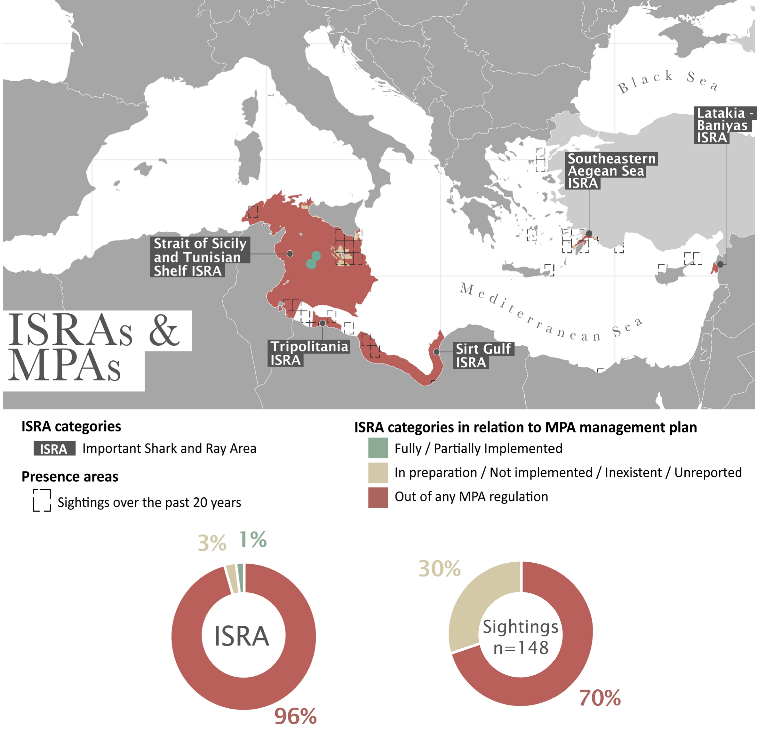 Black Sea
Latakia -
Baniyas
ISRA
Southeastern
Aegean Sea
ISRA
Strait of Sicily
and Tunisian
Shelf ISRA
Mediterranean Sea
ISRAs &
MPAs
Tripolitania
ISRA
Sirt Gulf
ISRA
ISRA categories
ISRA Important Shark and Ray Area
Presence areas
Sightings over the past 20 years
ISRA categories in relation to MPA management plan
Fully / Partially Implemented
In preparation / Not implemented / Inexistent / Unreported
Out of any MPA regulation
3% 1%
ISRA
96%
30%
Sightings
n=148
70%